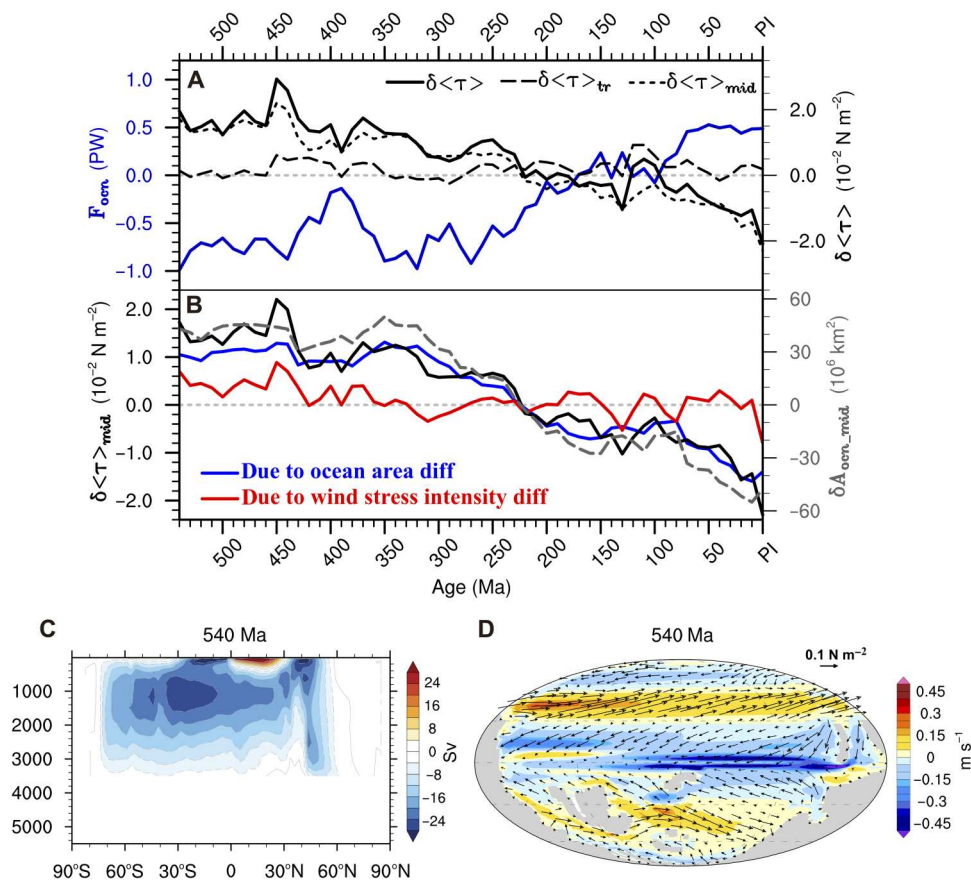 500 450 400 350 300 250 200 150 100 50 PI
A
δ<τ> δ<τ>tr δ<τ>mid
1.0
0.5
0.0
−0.5
−1.0
Focn (PW)
2.0
0.0
−2.0
δ<τ> (10⁻² N m⁻²)
B
2.0
1.0
0.0
−1.0
−2.0
δ<τ>mid (10⁻² N m⁻²)
60
30
0
−30
−60
δAocn_mid (10⁶ km²)
Due to ocean area diff
Due to wind stress intensity diff
500 450 400 350 300 250 200 150 100 50 PI
Age (Ma)
C
540 Ma
1000
2000
3000
4000
5000
90°S 60°S 30°S 0 30°N 60°N 90°N
24
16
8
4
0
−4
−8
−16
−24
Sv
D
540 Ma
0.1 N m⁻²
0.45
0.3
0.15
0
−0.15
−0.3
−0.45
m s⁻¹